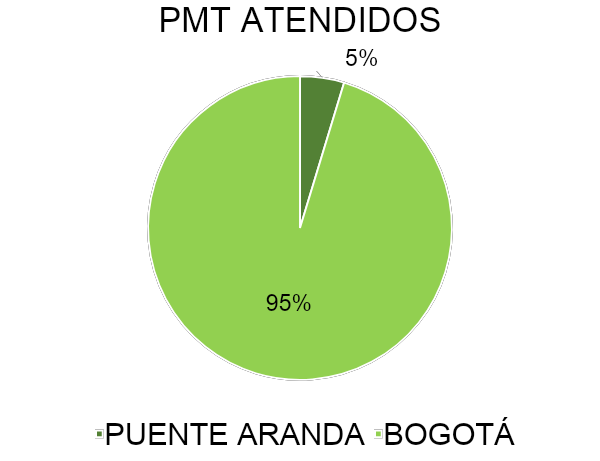 PMT ATENDIDOS
5%
95%
PUENTE ARANDA BOGOTÁ